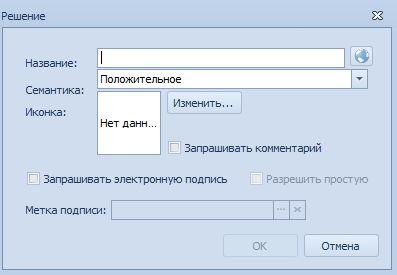 Решение
Название:
Семантика: Положительное
Иконка: Нет данн... Изменить...
Запрашивать комментарий
Запрашивать электронную подпись Разрешить простую
Метка подписи: ...
OK Отмена